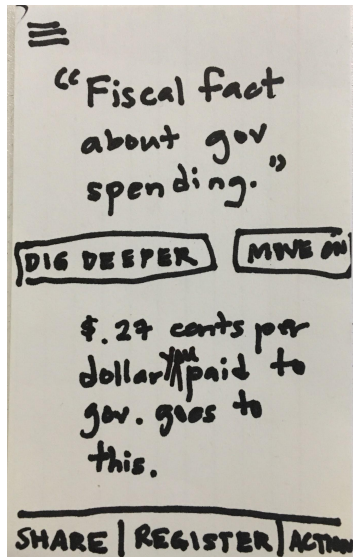 “Fiscal fact
about gov
spending.”
DIG DEEPER MOVE ON
$.27 cents per
dollar you paid to
gov. goes to
this.
SHARE | REGISTER | ACTION